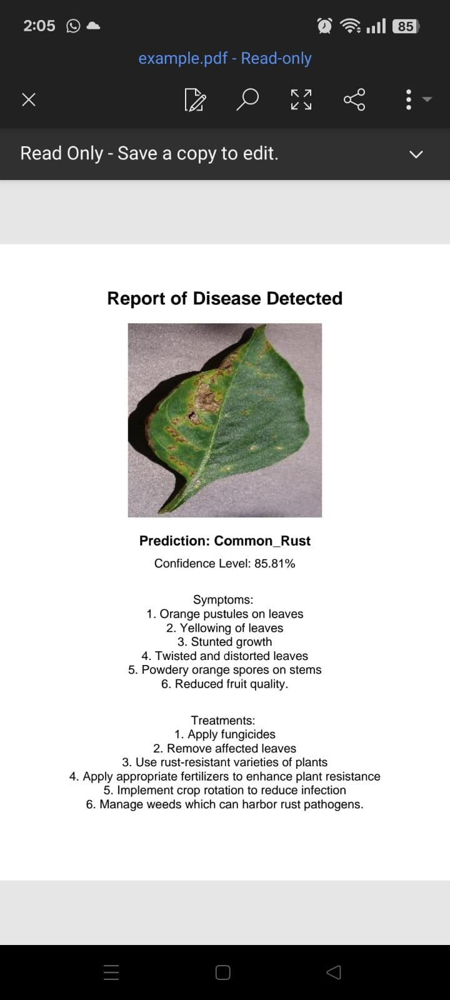 2:05
85
example.pdf - Read-only
Read Only - Save a copy to edit.
Report of Disease Detected
Prediction: Common_Rust
Confidence Level: 85.81%
Symptoms:
1. Orange pustules on leaves
2. Yellowing of leaves
3. Stunted growth
4. Twisted and distorted leaves
5. Powdery orange spores on stems
6. Reduced fruit quality.
Treatments:
1. Apply fungicides
2. Remove affected leaves
3. Use rust-resistant varieties of plants
4. Apply appropriate fertilizers to enhance plant resistance
5. Implement crop rotation to reduce infection
6. Manage weeds which can harbor rust pathogens.